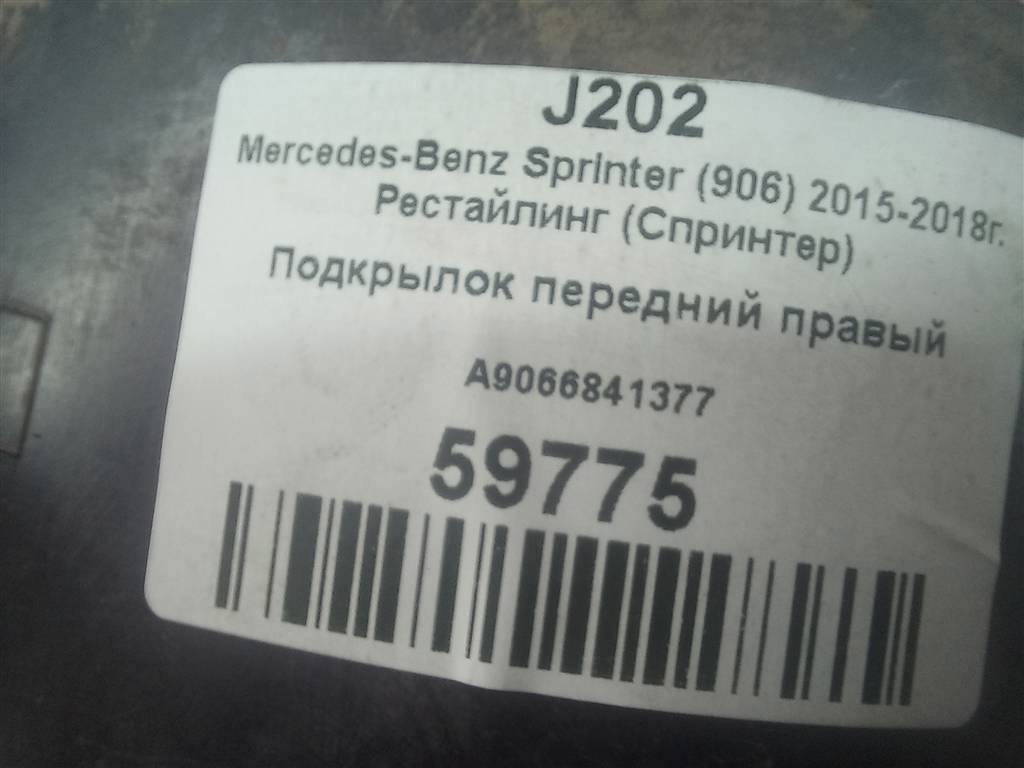 J202
Mercedes-Benz Sprinter (906) 2015-2018г.
Рестайлинг (Спринтер)
Подкрылок передний правый
A9066841377
59775